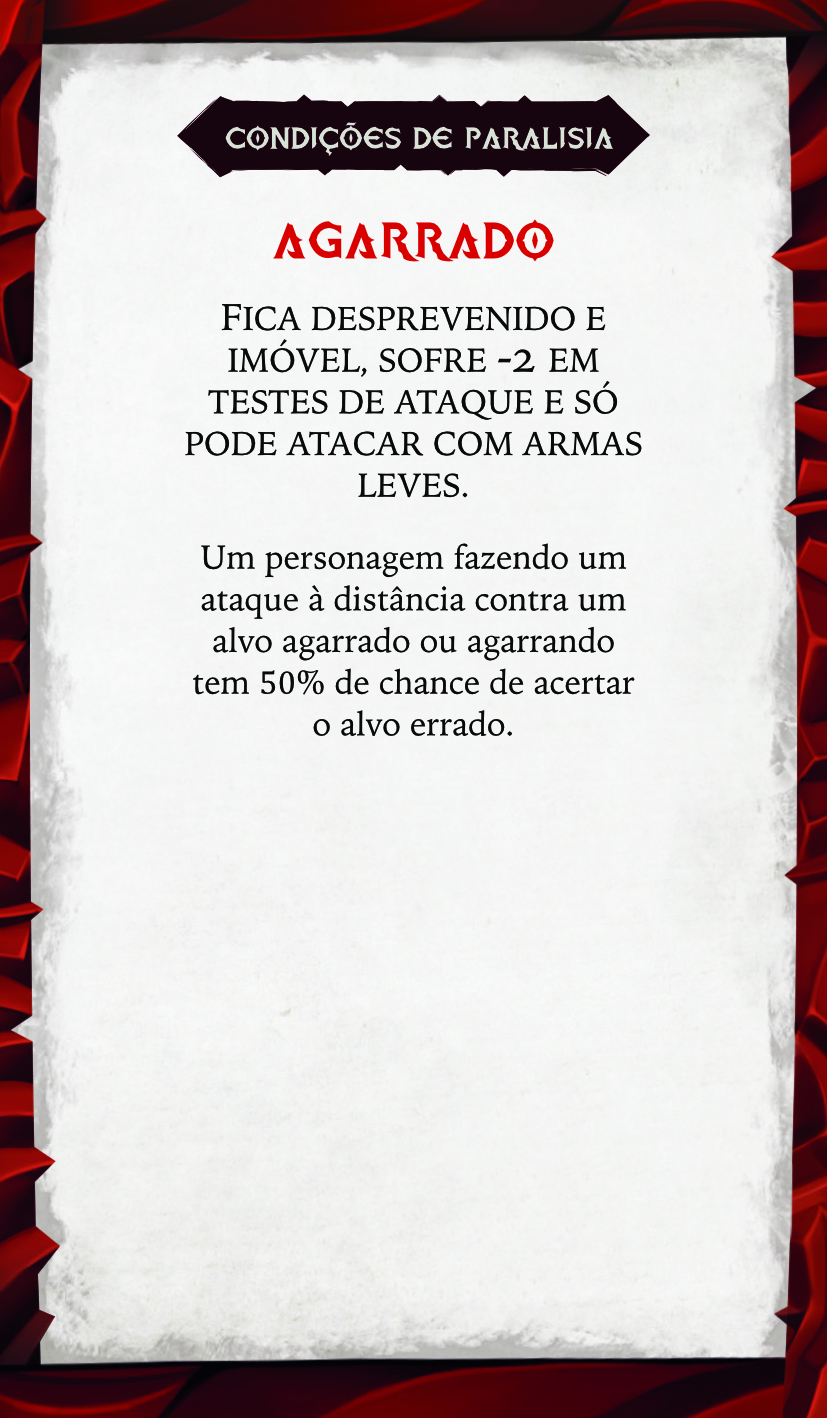 CONDIÇÕES DE PARALISIA
AGARRADO
FICA DESPREVENIDO E
IMÓVEL, SOFRE -2 EM
TESTES DE ATAQUE E SÓ
PODE ATACAR COM ARMAS
LEVES.
Um personagem fazendo um
ataque à distância contra um
alvo agarrado ou agarrando
tem 50% de chance de acertar
o alvo errado.